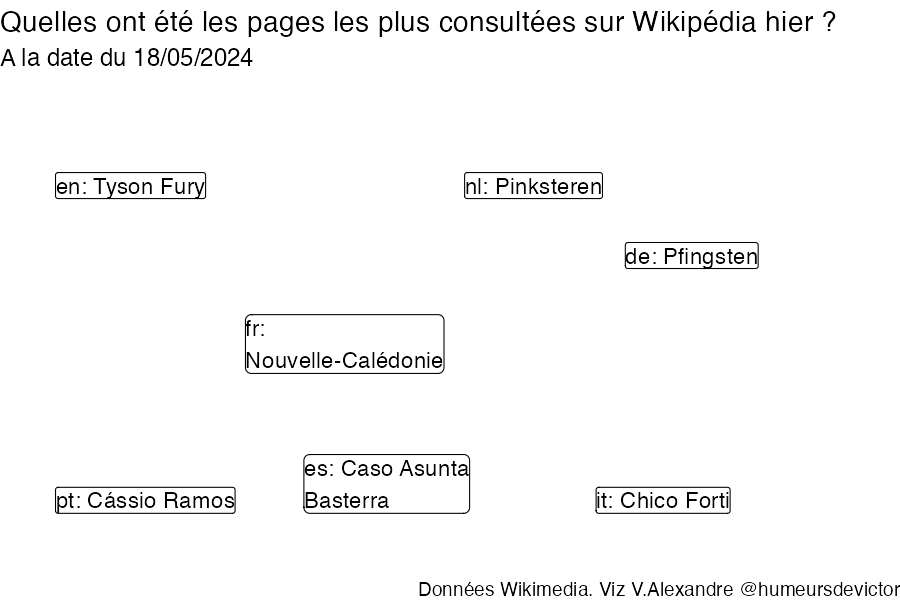 Quelles ont été les pages les plus consultées sur Wikipédia hier ?
A la date du 18/05/2024
en: Tyson Fury
nl: Pinksteren
de: Pfingsten
fr:
Nouvelle-Calédonie
es: Caso Asunta
Basterra
pt: Cássio Ramos
it: Chico Forti
Données Wikimedia. Viz V.Alexandre @humeursdevictor